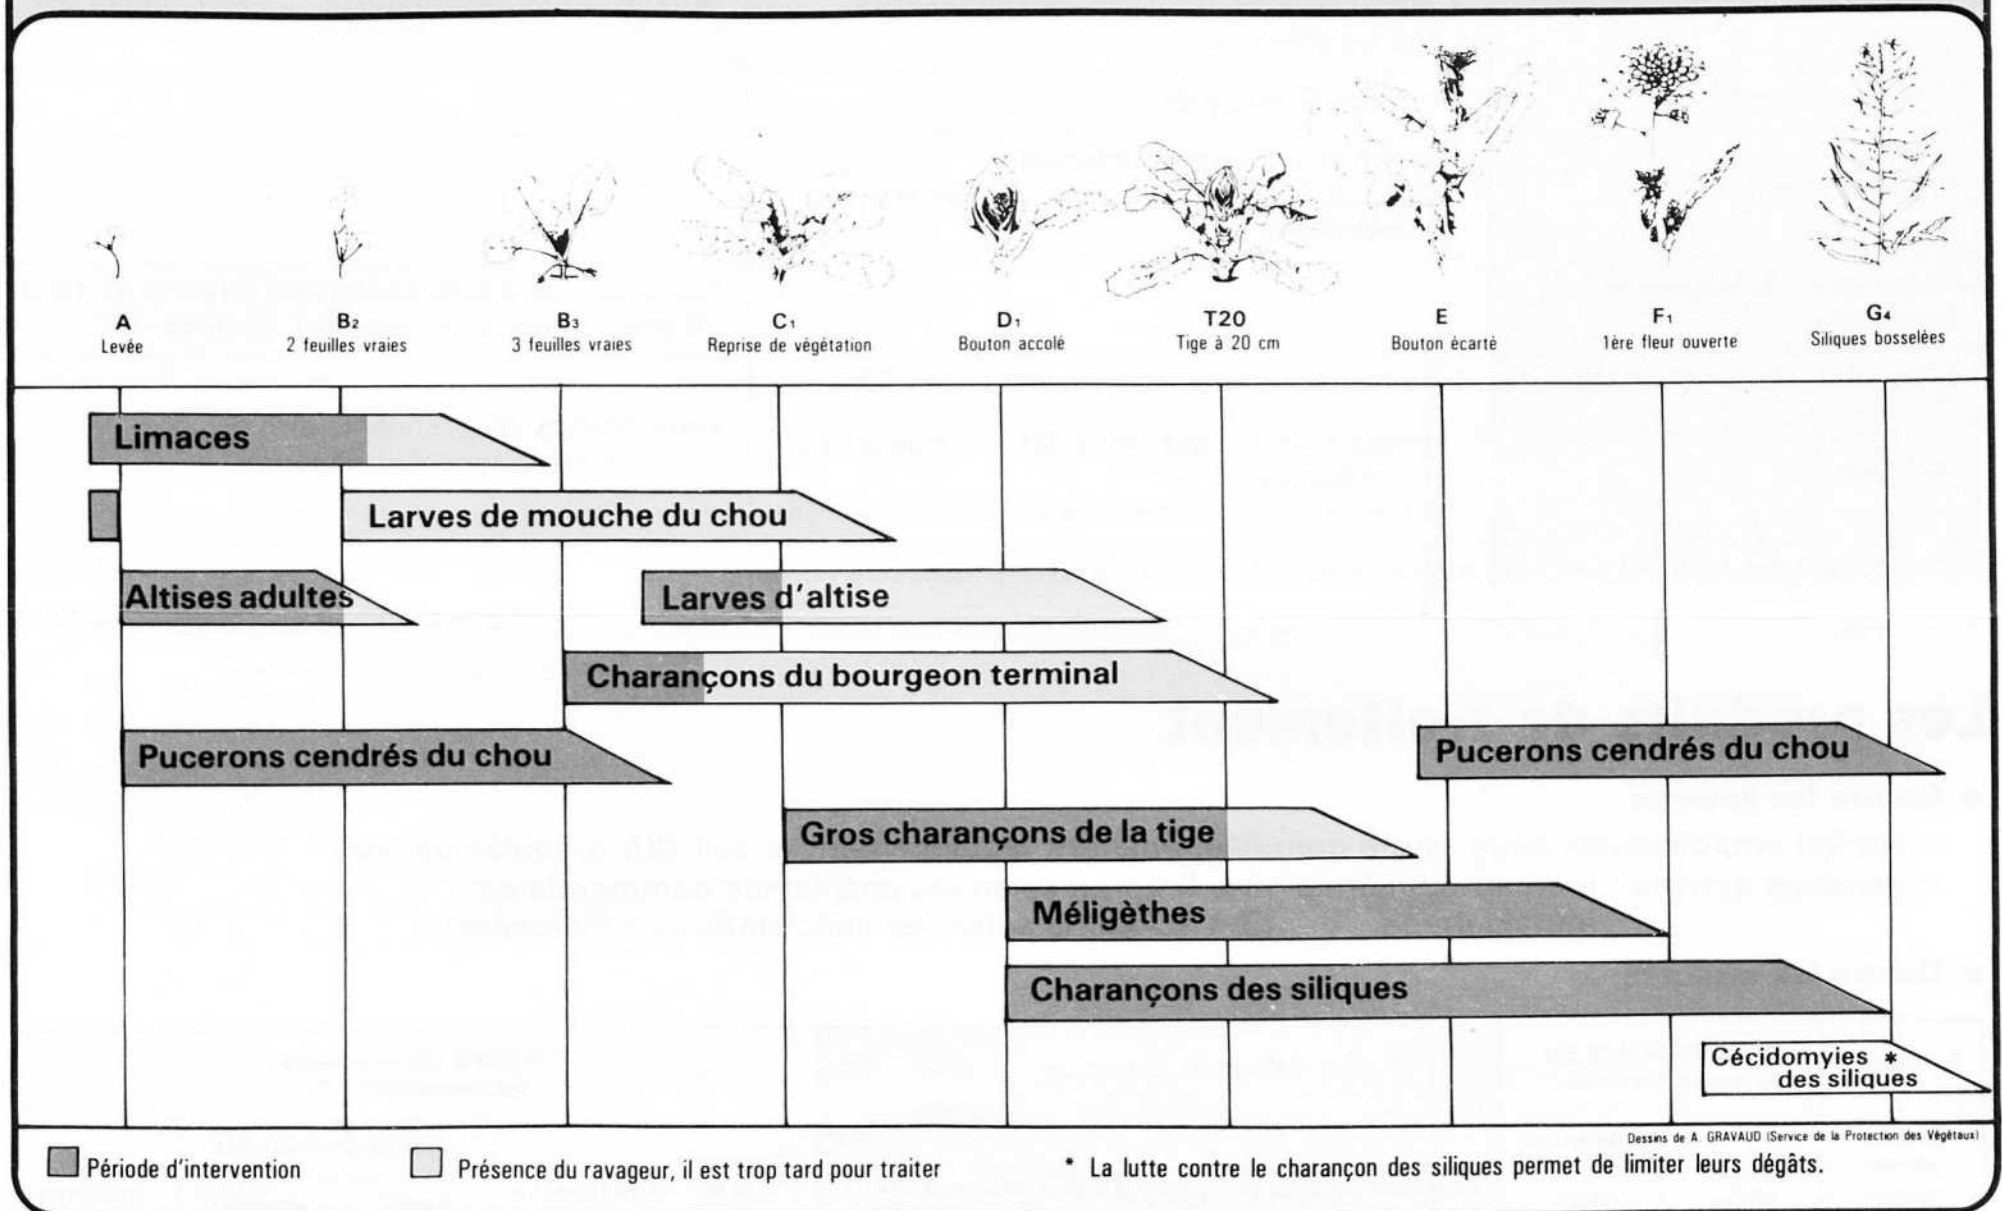 A
Levée
B2
2 feuilles vraies
B3
3 feuilles vraies
C1
Reprise de végétation
D1
Bouton accolé
T20
Tige à 20 cm
E
Bouton écarté
F1
1ère fleur ouverte
G4
Siliques bosselées
Limaces
Larves de mouche du chou
Altises adultes
Larves d'altise
Charançons du bourgeon terminal
Pucerons cendrés du chou
Pucerons cendrés du chou
Gros charançons de la tige
Méligèthes
Charançons des siliques
Cécidomyies *
des siliques
Dessins de A. GRAVAUD (Service de la Protection des Végétaux)
Période d'intervention
Présence du ravageur, il est trop tard pour traiter
* La lutte contre le charançon des siliques permet de limiter leurs dégâts.